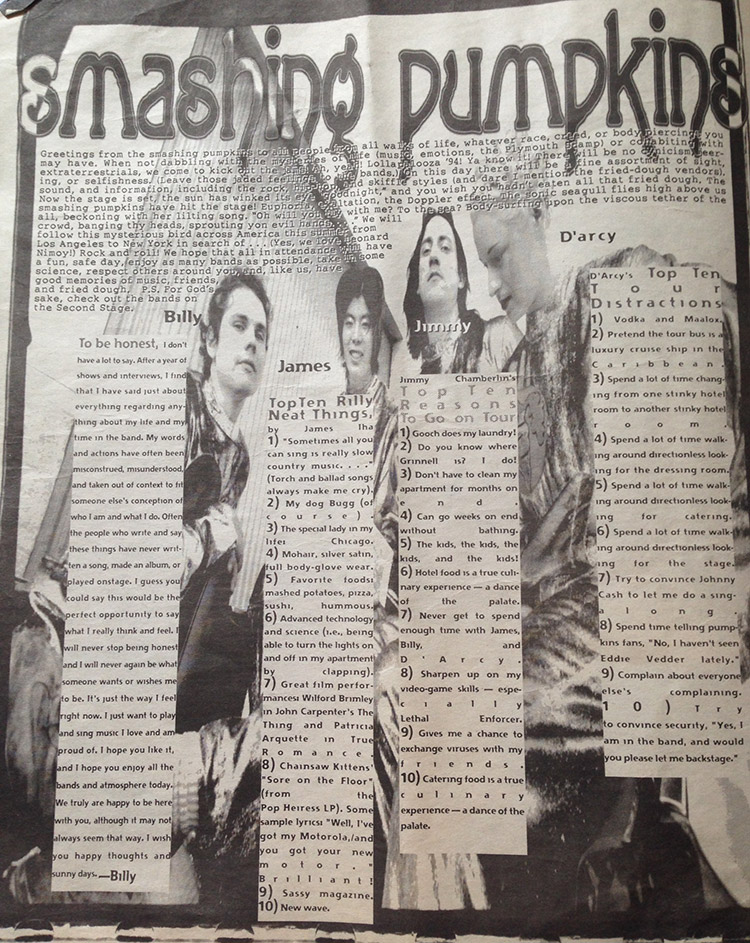 smashing pumpkins
Greetings from the smashing pumpkins to all people from all walks of life, whatever race, creed, or body piercing you
may have. When not dabbling with the mysteries of life (music, emotions, the Plymouth Scamp) or cohabiting with
extraterrestrials, we come to kick out the jams, yeah! Lollapalooza '94! Ya know it! There will be no cynicism, jeer-
ing, or selfishness. (Leave those jaded feelings to bands.) On this day there will be fine assortment of sight,
sound, and information, including the rock, and skiffle styles (and dare I mention the fried-dough vendors).
Now the stage is set, the sun has winked its eye "night," and you wish you hadn't eaten all that fried dough. The
smashing pumpkins have hit the stage! Euphoria, the Doppler effect. The sonic seagull flies high above us
all, beckoning with her lilting song. "Oh will you with me? To the sea? Body surfing upon the viscous tether of the
crowd, banging thy heads, sprouting yon evil hand We will
follow this mysterious bird across America this from
Los Angeles to New York in search of ... (Yes, we love Leonard
Nimoy!) Rock and roll! We hope that all in attendance have
a fun, safe day, enjoy as many bands as possible, take in some
science, respect others around you and, like us, have
good memories of music, friends,
and fried dough. P.S. For God's
sake, check out the bands on
the Second Stage.
Billy
To be honest, I don't
have a lot to say. After a year of
shows and interviews, I find
that I have said just about
everything regarding any-
thing about my life and my
time in the band. My words
and actions have often been
misconstrued, misunderstood,
and taken out of context to fit
someone else's conception of
who I am and what I do. Often
the people who write and say
these things have never writ-
ten a song, made an album, or
played onstage. I guess you
could say this would be the
perfect opportunity to say
what I really think and feel. I
will never stop being honest
and I will never again be what
someone wants or wishes me
to be. It's just the way I feel
right now. I just want to play
and sing music I love and am
proud of. I hope you like it,
and I hope you enjoy all the
bands and atmosphere today.
We truly are happy to be here
with you, although it may not
always seem that way. I wish
you happy thoughts and
sunny days.—Billy
James
Top Ten Rilly
Neat Things,
by James Iha
1) "Sometimes all you
can sing is really slow
country music. . . .
(Torch and ballad songs
always make me cry).
2) My dog Bugg (of
course).
3) The special lady in my
life: Chicago.
4) Mohair, silver satin,
full body-glove wear.
5) Favorite foods:
mashed potatoes, pizza,
sushi, hummous.
6) Advanced technology
and science (i.e., being
able to turn the lights on
and off in my apartment
by clapping).
7) Great film perfor-
mances: Wilford Brimley
in John Carpenter's The
Thing and Patricia
Arquette in True
Romance.
8) Chainsaw Kittens'
"Sore on the Floor"
(from the
Pop Heiress LP). Some
sample lyrics: "Well, I've
got my Motorola,/and
you got your new
motor."
Brilliant!
9) Sassy magazine.
10) New wave.
Jimmy
Jimmy Chamberlin's
Top Ten
Reasons
To Go on Tour
1) Gooch does my laundry!
2) Do you know where
Grinnell is? I do!
3) Don't have to clean my
apartment for months on
end.
4) Can go weeks on end
without bathing.
5) The kids, the kids, the
kids, and the kids!
6) Hotel food is a true culi-
nary experience — a dance
of the palate.
7) Never get to spend
enough time with James,
Billy, and
D'Arcy.
8) Sharpen up on my
video-game skills — espe-
cially
Lethal Enforcer.
9) Gives me a chance to
exchange viruses with my
friends.
10) Catering food is a true
culinary
experience — a dance of the
palate.
D'arcy
D'Arcy's Top Ten
Tour
Distractions
1) Vodka and Maalox.
2) Pretend the tour bus is a
luxury cruise ship in the
Caribbean.
3) Spend a lot of time chang-
ing from one stinky hotel
room to another stinky hotel
room.
4) Spend a lot of time walk-
ing around directionless look-
ing for the dressing room.
5) Spend a lot of time walk-
ing around directionless look-
ing for catering.
6) Spend a lot of time walk-
ing around directionless look-
ing for the stage.
7) Try to convince Johnny
Cash to let me do a sing-
along.
8) Spend time telling pump-
kins fans, "No, I haven't seen
Eddie Vedder lately."
9) Complain about everyone
else's complaining.
10) Try
to convince security, "Yes, I
am in the band, and would
you please let me backstage."